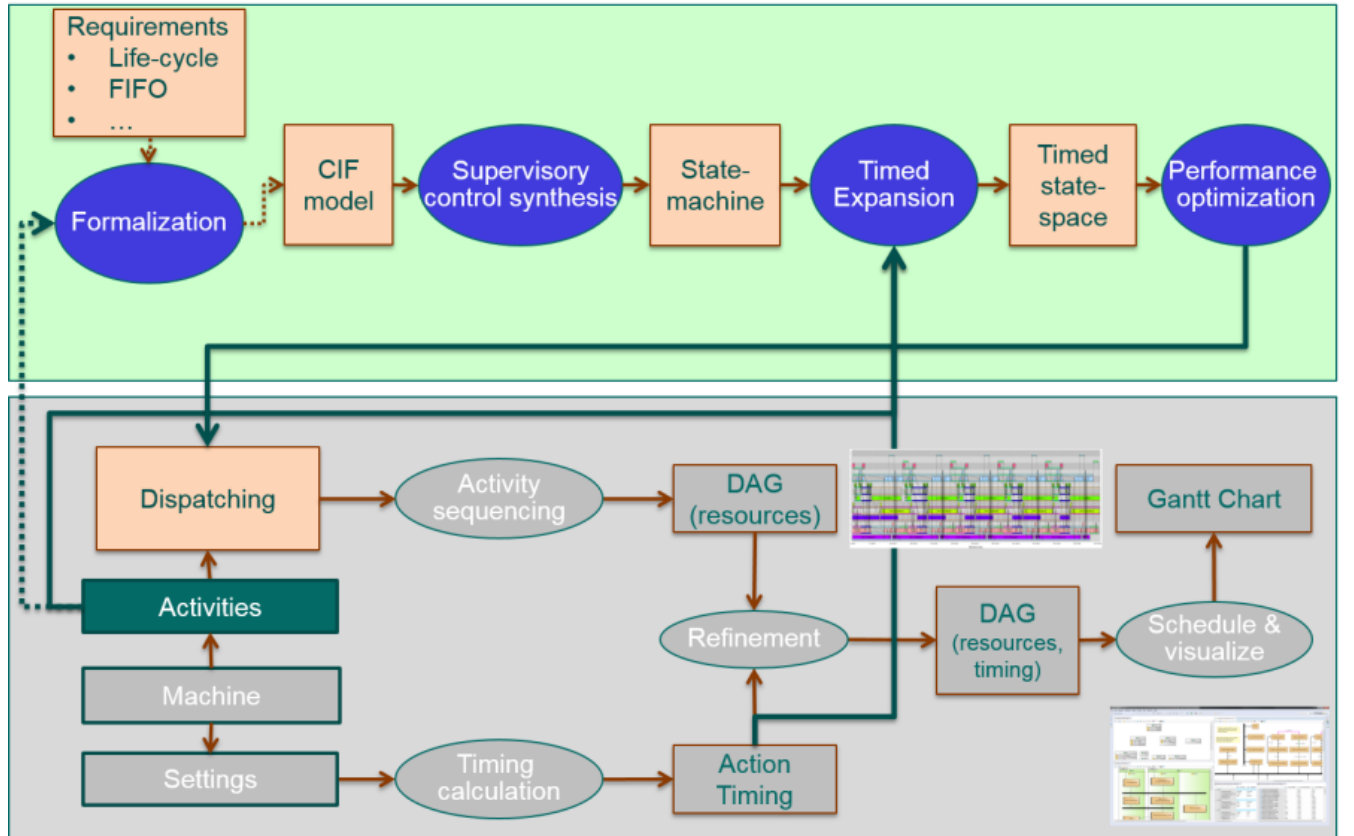 Requirements
• Life-cycle
• FIFO
• ...
Formalization
CIF
model
Supervisory
control synthesis
State-
machine
Timed
Expansion
Timed
state-
space
Performance
optimization
Dispatching
Activity
sequencing
DAG
(resources)
Gantt Chart
Activities
Refinement
DAG
(resources,
timing)
Schedule &
visualize
Machine
Settings
Timing
calculation
Action
Timing